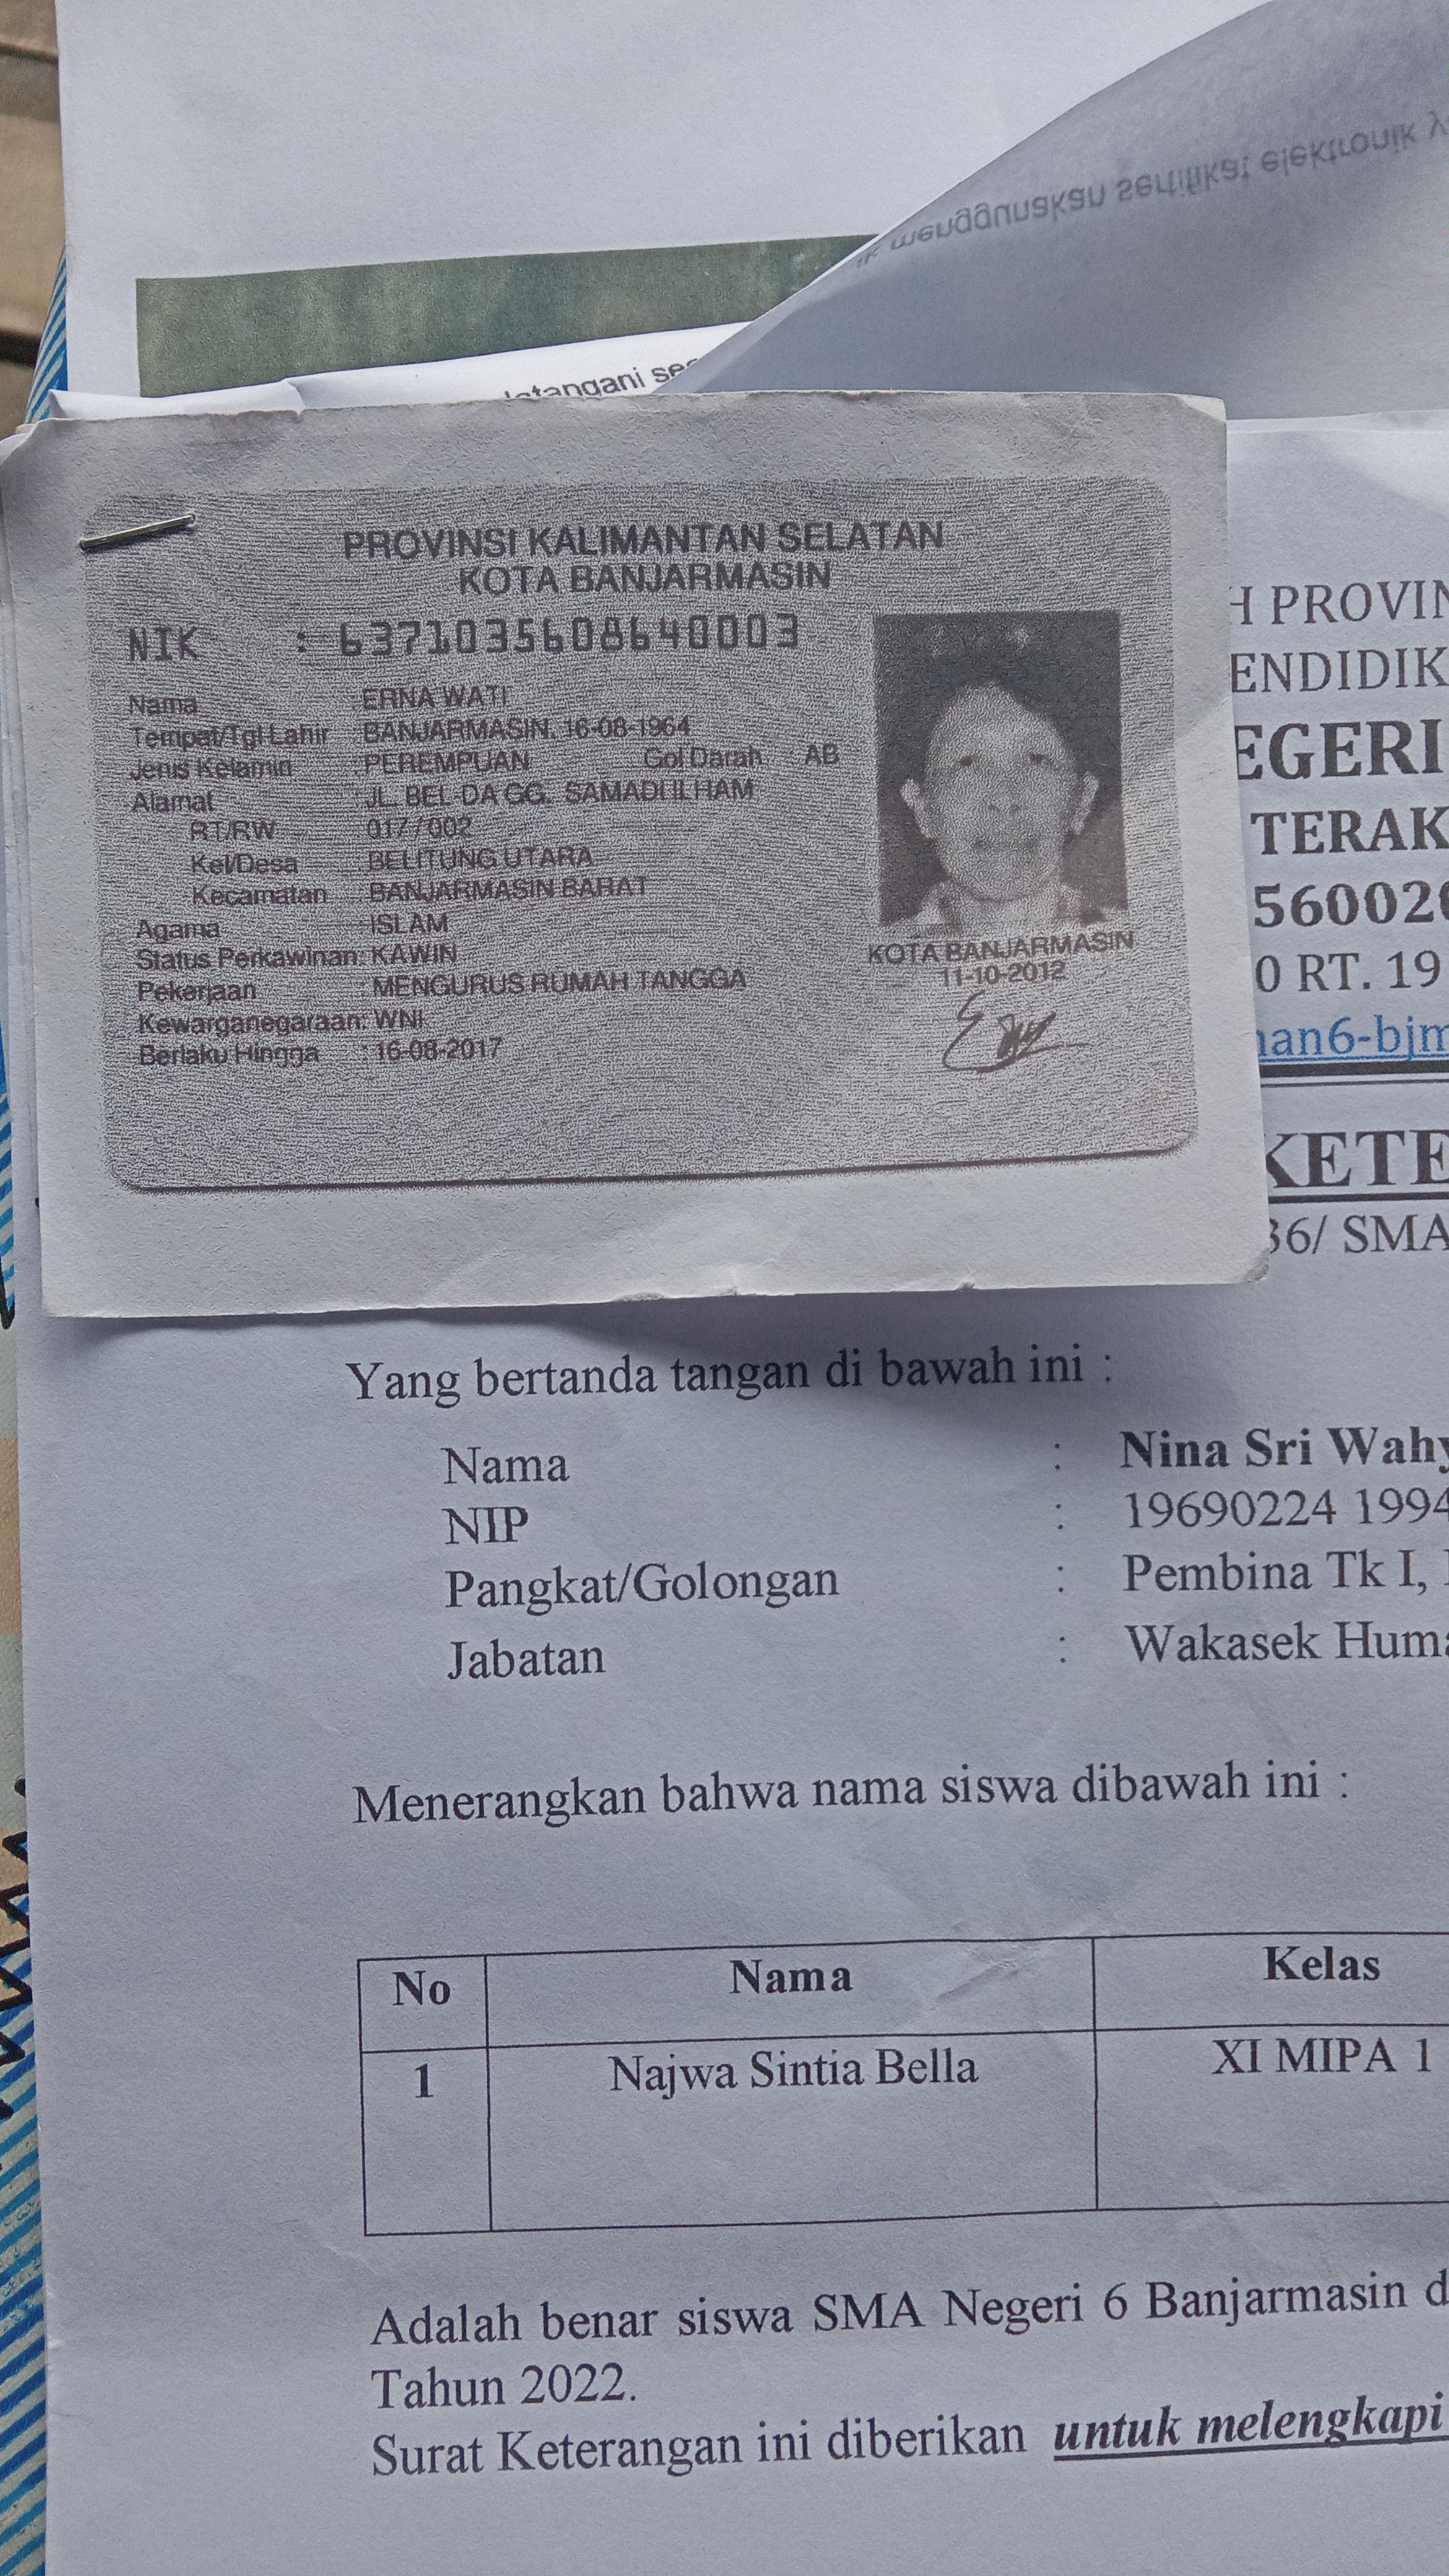 menggunakan sertifikat elektronik
PROVINSI KALIMANTAN SELATAN
KOTA BANJARMASIN
NIK : 6371035608640003
Nama : ERNA WATI
Tempat/Tgl Lahir : BANJARMASIN, 16-08-1964
Jenis Kelamin : PEREMPUAN Gol Darah : AB
Alamat : JL. BEL DA GG. SAMADI ILHAM
RT/RW : 017 / 002
Kel/Desa : BELITUNG UTARA
Kecamatan : BANJARMASIN BARAT
Agama : ISLAM
Status Perkawinan: KAWIN
Pekerjaan : MENGURUS RUMAH TANGGA
Kewarganegaraan: WNI
Berlaku Hingga : 16-08-2017
KOTA BANJARMASIN
11-10-2012
H PROVIN
ENDIDIK
EGERI
TERAK
56002
0 RT. 19
man6-bjm
KETE
36/ SMA
Yang bertanda tangan di bawah ini :
Nama : Nina Sri Wahy
NIP : 19690224 1994
Pangkat/Golongan : Pembina Tk I,
Jabatan : Wakasek Huma
Menerangkan bahwa nama siswa dibawah ini :
No Nama Kelas
1 Najwa Sintia Bella XI MIPA 1
Adalah benar siswa SMA Negeri 6 Banjarmasin d
Tahun 2022.
Surat Keterangan ini diberikan untuk melengkapi